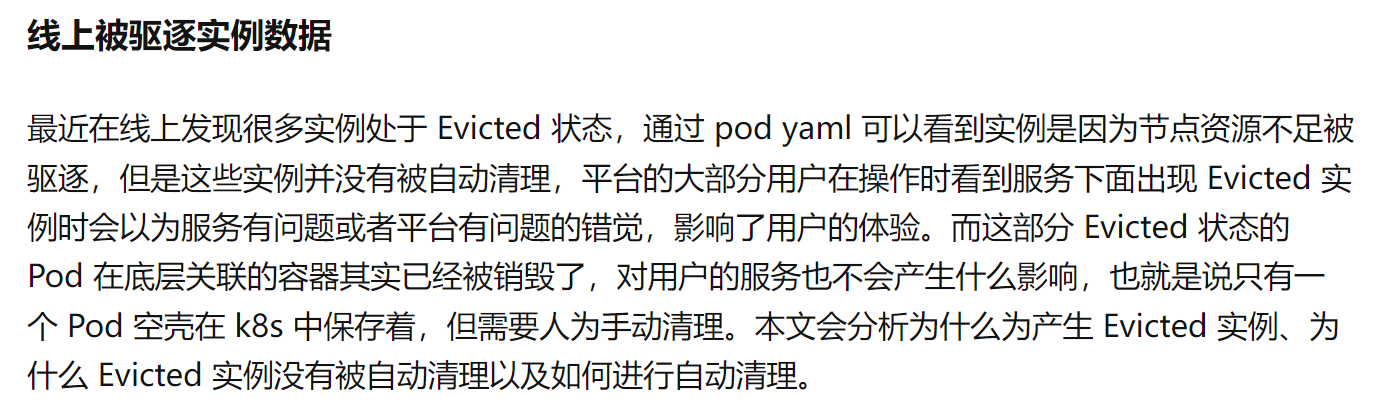 线上被驱逐实例数据
最近在线上发现很多实例处于 Evicted 状态，通过 pod yaml 可以看到实例是因为节点资源不足被
驱逐，但是这些实例并没有被自动清理，平台的大部分用户在操作时看到服务下面出现 Evicted 实
例时会以为服务有问题或者平台有问题的错觉，影响了用户的体验。而这部分 Evicted 状态的
Pod 在底层关联的容器其实已经被销毁了，对用户的服务也不会产生什么影响，也就是说只有一
个 Pod 空壳在 k8s 中保存着，但需要人为手动清理。本文会分析为什么为产生 Evicted 实例、为
什么 Evicted 实例没有被自动清理以及如何进行自动清理。